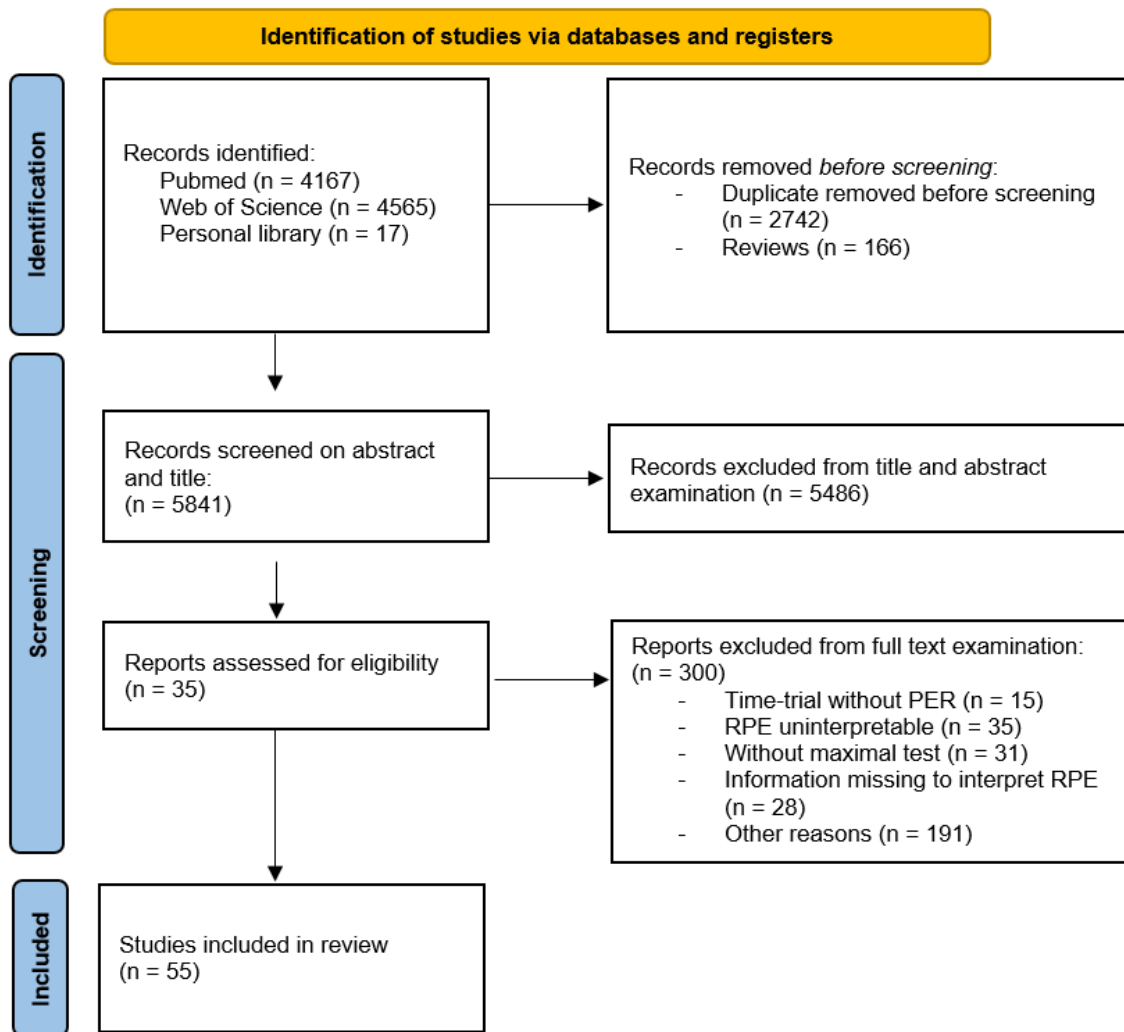 Identification of studies via databases and registers
Identification
Records identified:
Pubmed (n = 4167)
Web of Science (n = 4565)
Personal library (n = 17)
Records removed before screening:
- Duplicate removed before screening
(n = 2742)
- Reviews (n = 166)
Screening
Records screened on abstract
and title:
(n = 5841)
Records excluded from title and abstract
examination (n = 5486)
Reports assessed for eligibility
(n = 35)
Reports excluded from full text examination:
(n = 300)
- Time-trial without PER (n = 15)
- RPE uninterpretable (n = 35)
- Without maximal test (n = 31)
- Information missing to interpret RPE
(n = 28)
- Other reasons (n = 191)
Included
Studies included in review
(n = 55)